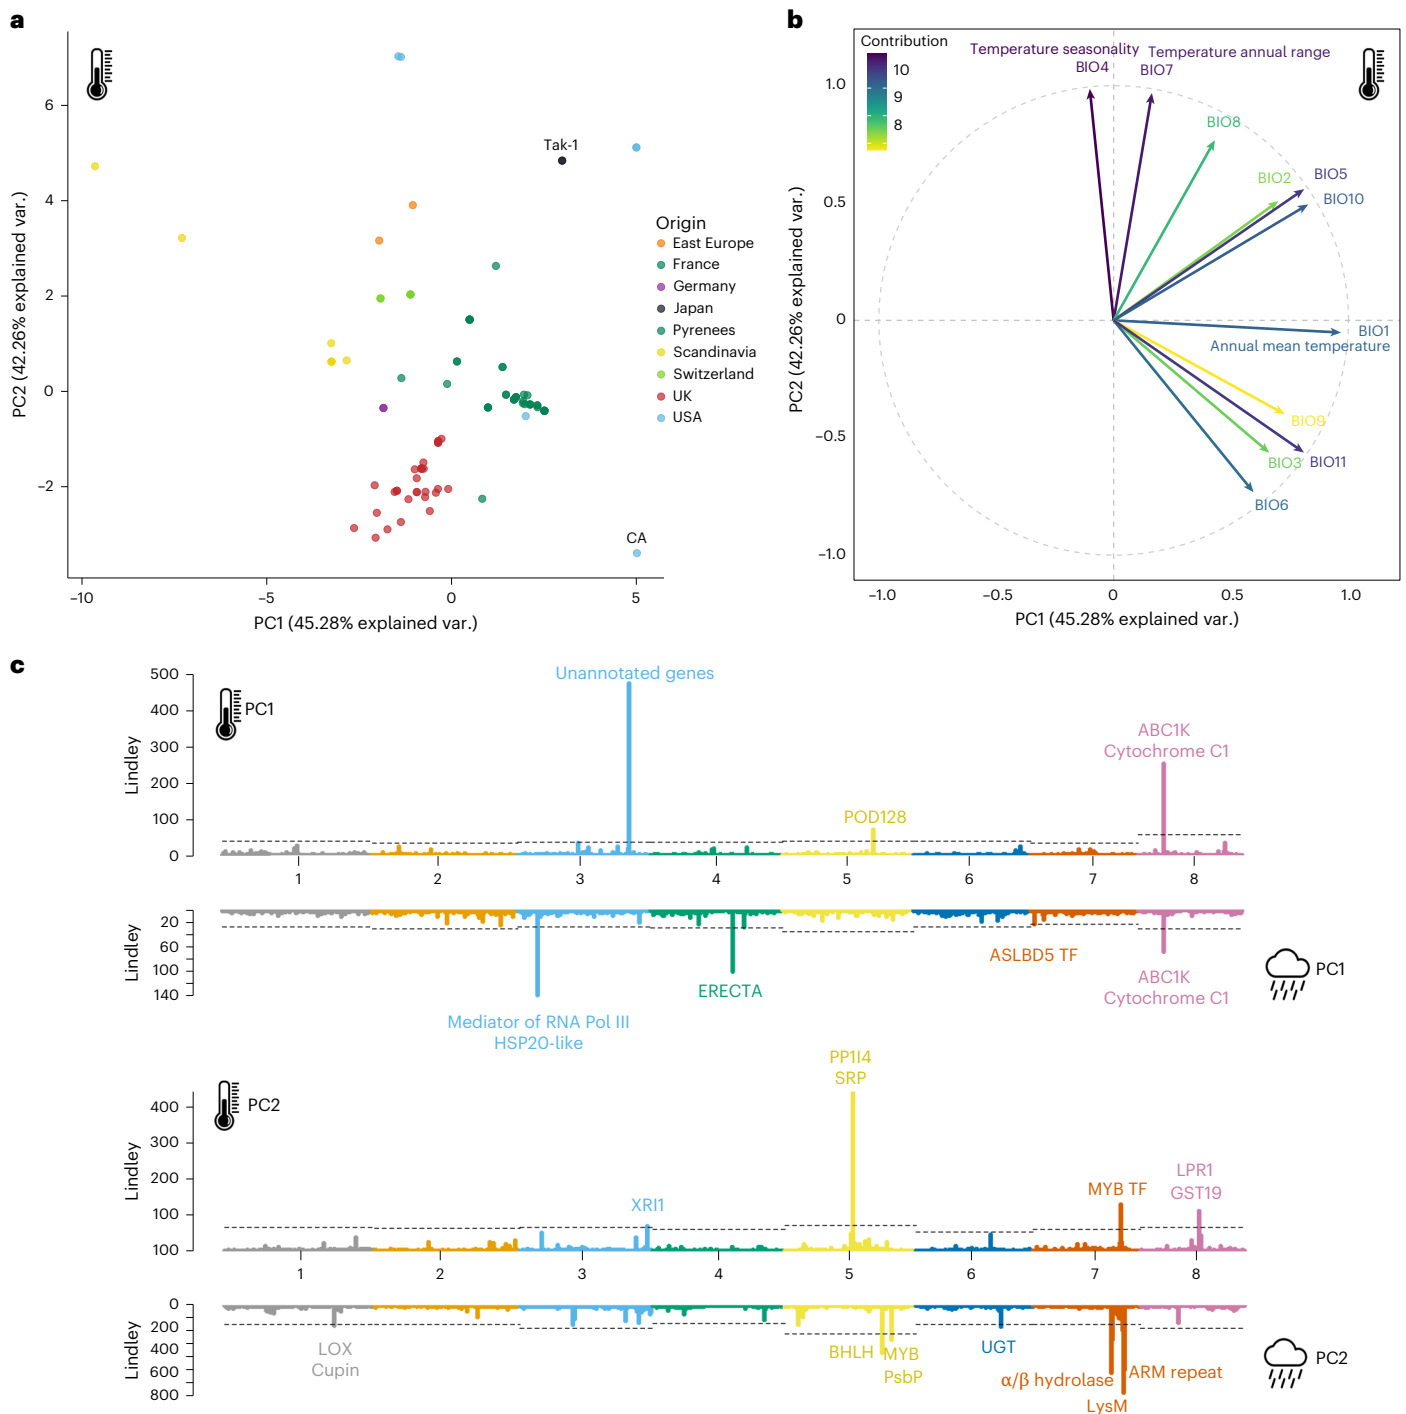 a
6
4
2
0
−2
−10
−5
0
5
PC1 (45.28% explained var.)
PC2 (42.26% explained var.)
Tak-1
CA
Origin
East Europe
France
Germany
Japan
Pyrenees
Scandinavia
Switzerland
UK
USA
b
Contribution
10
9
8
Temperature seasonality
BIO4
Temperature annual range
BIO7
BIO8
BIO2
BIO5
BIO10
BIO1
Annual mean temperature
BIO9
BIO3
BIO11
BIO6
1.0
0.5
0
−0.5
−1.0
−1.0
−0.5
0
0.5
1.0
PC1 (45.28% explained var.)
PC2 (42.26% explained var.)
c
500
400
300
200
100
0
Lindley
PC1
Unannotated genes
POD128
ABC1K
Cytochrome C1
1 2 3 4 5 6 7 8
20
60
100
140
Lindley
Mediator of RNA Pol III
HSP20-like
ERECTA
ASLBD5 TF
ABC1K
Cytochrome C1
PC1
400
300
200
100
100
Lindley
PC2
XRI1
PP1I4
SRP
MYB TF
LPR1
GST19
1 2 3 4 5 6 7 8
0
200
400
600
800
Lindley
LOX
Cupin
BHLH
MYB
PsbP
UGT
α/β hydrolase
ARM repeat
LysM
PC2